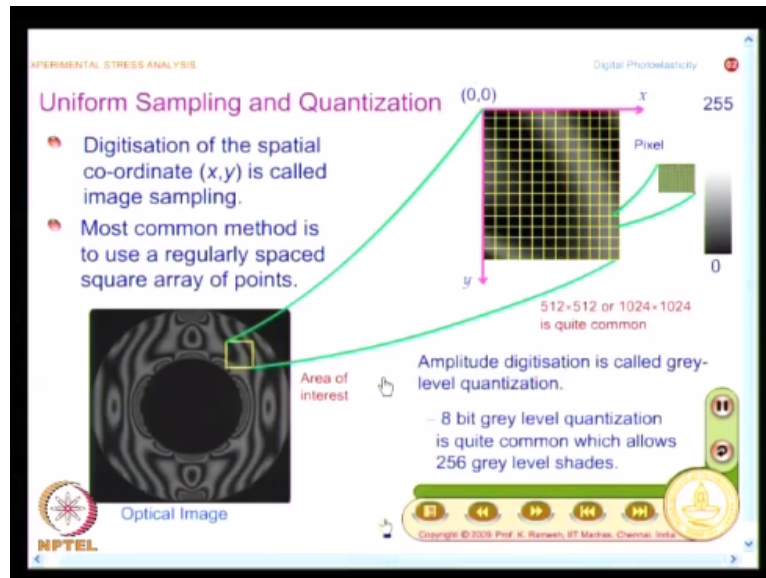 XPERIMENTAL STRESS ANALYSIS
Digital Photoelasticity
02
Uniform Sampling and Quantization
Digitisation of the spatial
co-ordinate (x,y) is called
image sampling.
Most common method is
to use a regularly spaced
square array of points.
(0,0)
x
255
Pixel
0
y
512×512 or 1024×1024
is quite common
Area of
interest
Optical Image
Amplitude digitisation is called grey-
level quantization.
– 8 bit grey level quantization
is quite common which allows
256 grey level shades.
NPTEL
Copyright © 2009 Prof. K. Ramesh, IIT Madras, Chennai, India